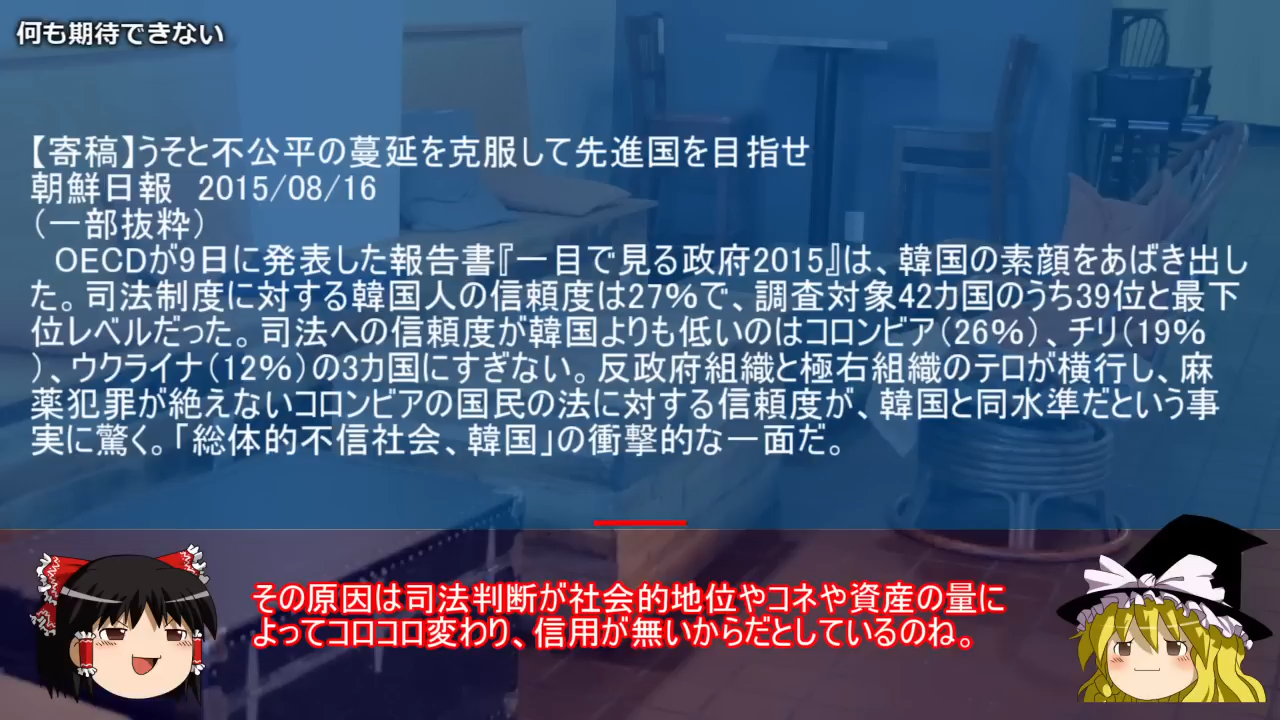 何も期待できない
【寄稿】うそと不公平の蔓延を克服して先進国を目指せ
朝鮮日報　2015/08/16
（一部抜粋）
　OECDが9日に発表した報告書『一目で見る政府2015』は、韓国の素顔をあばき出し
た。司法制度に対する韓国人の信頼度は27%で、調査対象42カ国のうち39位と最下
位レベルだった。司法への信頼度が韓国よりも低いのはコロンビア（26%）、チリ（19%
）、ウクライナ（12%）の3カ国にすぎない。反政府組織と極右組織のテロが横行し、麻
薬犯罪が絶えないコロンビアの国民の法に対する信頼度が、韓国と同水準だという事
実に驚く。「総体的不信社会、韓国」の衝撃的な一面だ。
その原因は司法判断が社会的地位やコネや資産の量に
よってコロコロ変わり、信用が無いからだとしているのね。